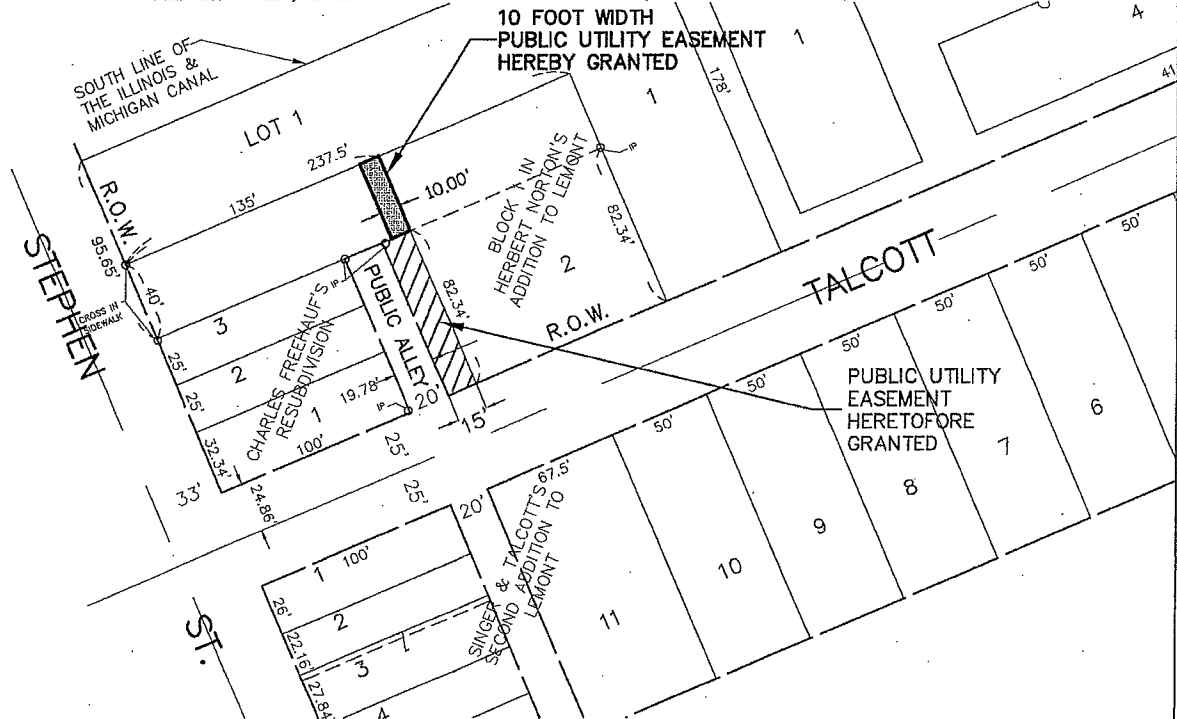 10 FOOT WIDTH
PUBLIC UTILITY EASEMENT
HEREBY GRANTED
SOUTH LINE OF
THE ILLINOIS &
MICHIGAN CANAL
LOT 1
237.5'
135'
10.00'
R.O.W.
95.65'
40'
CROSS IN
SIDEWALK
STEPHEN
1
1
178'
4
41
IP
BLOCK 1 IN
HERBERT NORTON'S
ADDITION TO LEMONT
2
82.34'
82.34'
3
2
1
25'
25'
32.34'
CHARLES FREEHAUF'S
RESUBDIVISION
IP
PUBLIC ALLEY
19.78'
IP
20'
15'
100'
25'
R.O.W.
TALCOTT
PUBLIC UTILITY
EASEMENT
HERETOFORE
GRANTED
50'
50'
50'
50'
50'
67.5'
6
7
8
9
10
11
33'
24.86'
25'
20'
SINGER & TALCOTT'S
SECOND ADDITION TO
LEMONT
1
100'
26'
2
22.16'
3
27.84'
4
ST.